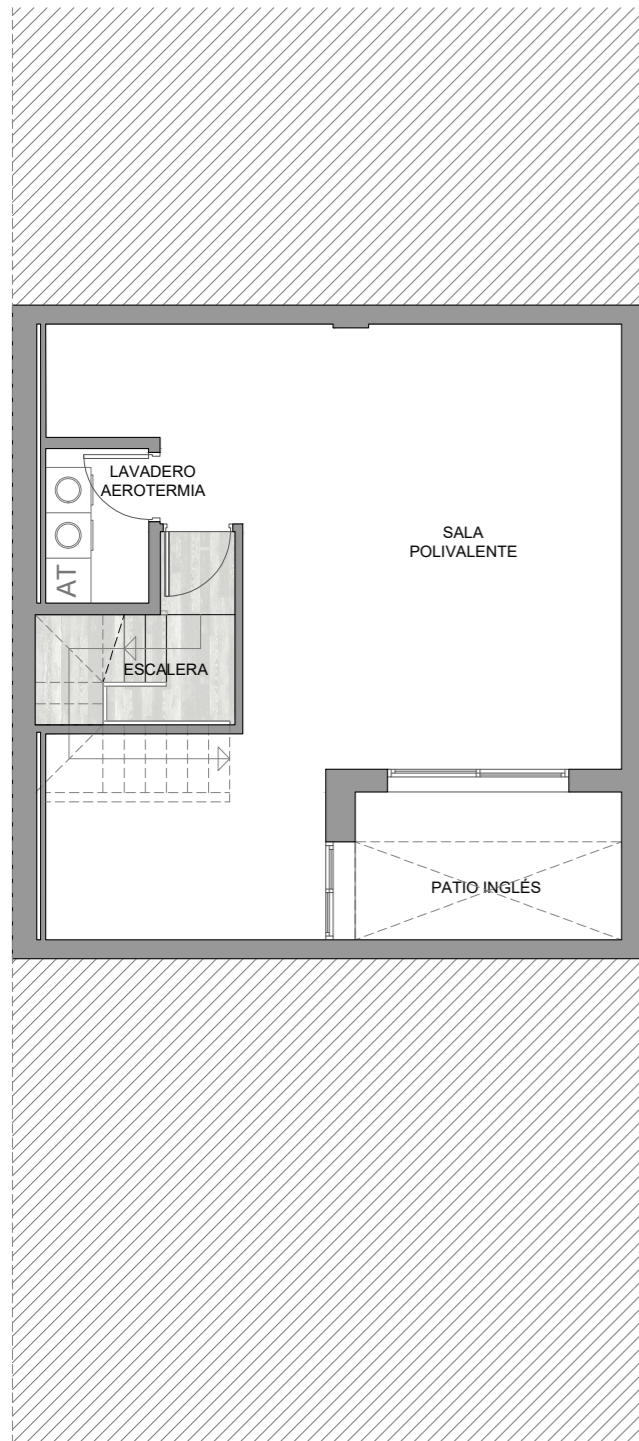 LAVADERO
AEROTERMIA
SALA
POLIVALENTE
AT
ESCALERA
PATIO INGLÉS